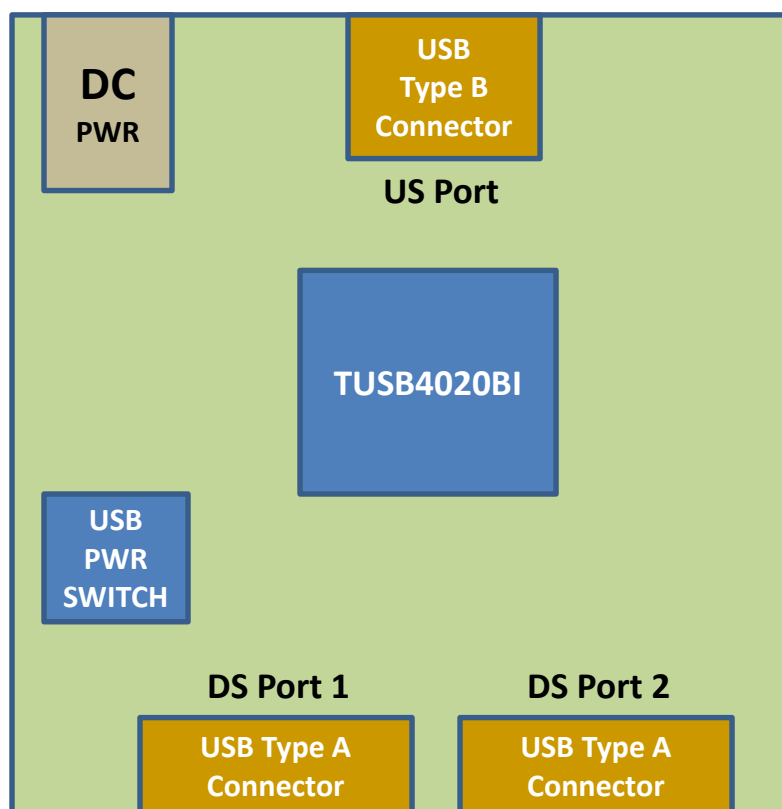 DC
PWR
USB
Type B
Connector
US Port
TUSB4020BI
USB
PWR
SWITCH
DS Port 1
DS Port 2
USB Type A
Connector
USB Type A
Connector